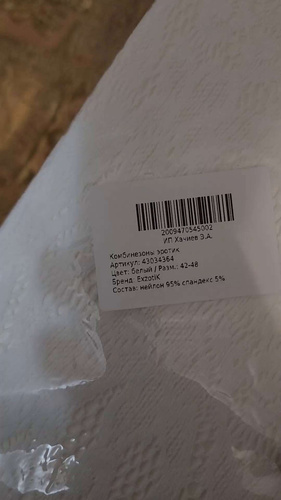 2009470545002
ИП Хачиев Э.А.
Комбинезоны эротик
Артикул: 43034364
Цвет: белый / Разм.: 42-48
Бренд: ExzotiK
Состав: нейлон 95% спандекс 5%